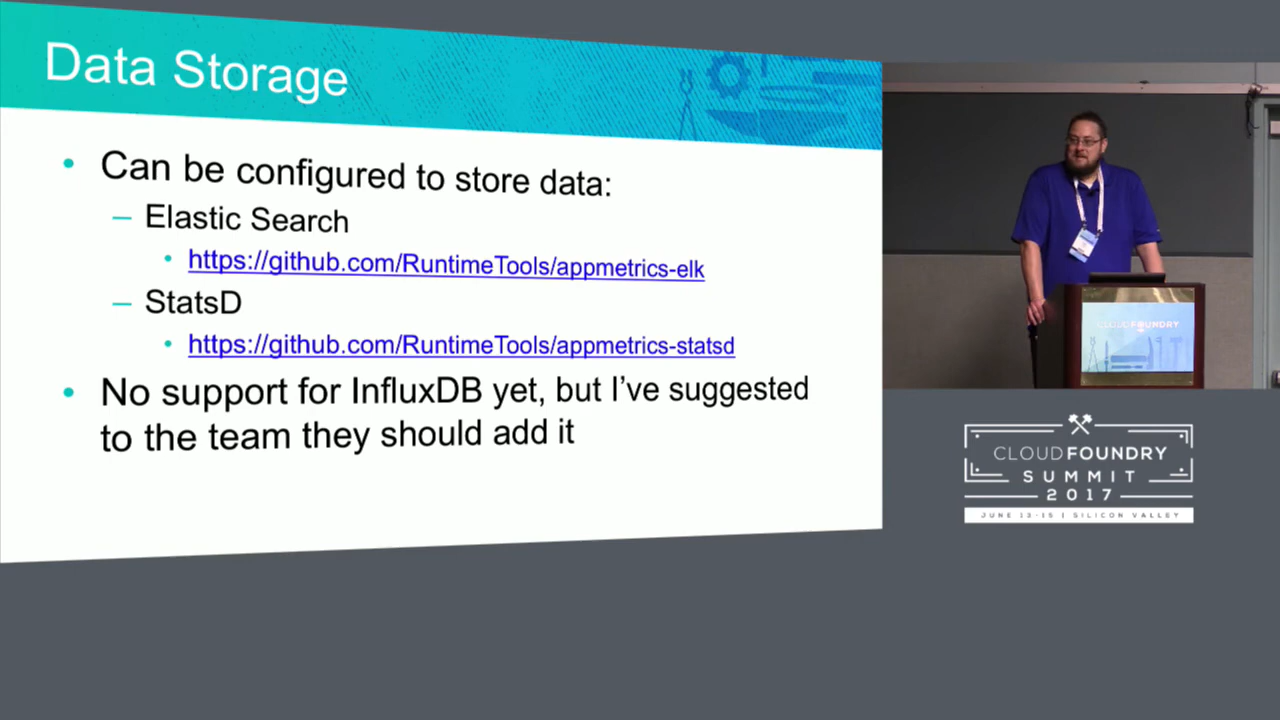 Data Storage
• Can be configured to store data:
– Elastic Search
• https://github.com/RuntimeTools/appmetrics-elk
– StatsD
• https://github.com/RuntimeTools/appmetrics-statsd
• No support for InfluxDB yet, but I've suggested
to the team they should add it
CLOUDFOUNDRY
CLOUDFOUNDRY
SUMMIT
2017
JUNE 13-15 | SILICON VALLEY